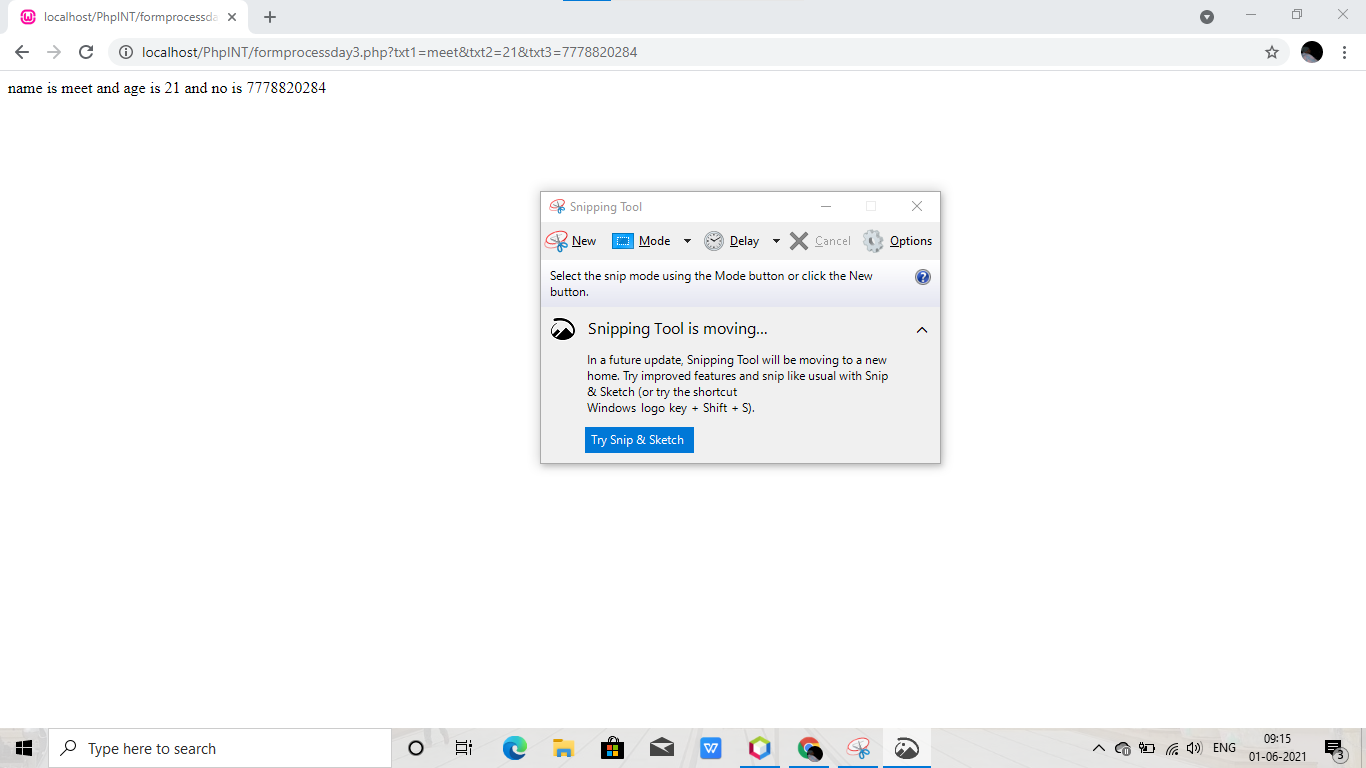 localhost/PhpINT/formprocessda
localhost/PhpINT/formprocessday3.php?txt1=meet&txt2=21&txt3=7778820284
name is meet and age is 21 and no is 7778820284
Snipping Tool
New Mode Delay Cancel Options
Select the snip mode using the Mode button or click the New
button.
Snipping Tool is moving...
In a future update, Snipping Tool will be moving to a new
home. Try improved features and snip like usual with Snip
& Sketch (or try the shortcut
Windows logo key + Shift + S).
Try Snip & Sketch
Type here to search
ENG
09:15
01-06-2021
3